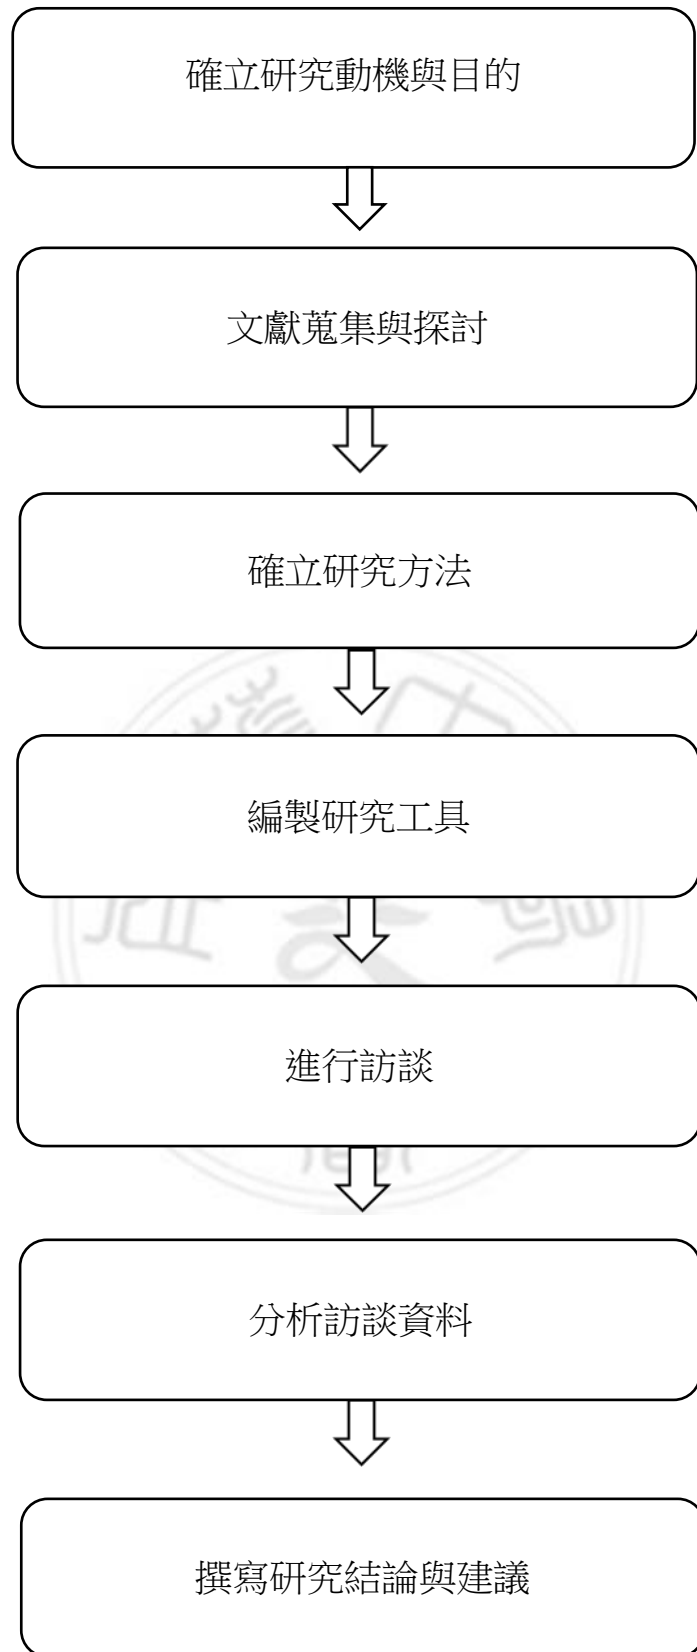 確立研究動機與目的
文獻蒐集與探討
確立研究方法
編製研究工具
進行訪談
分析訪談資料
撰寫研究結論與建議